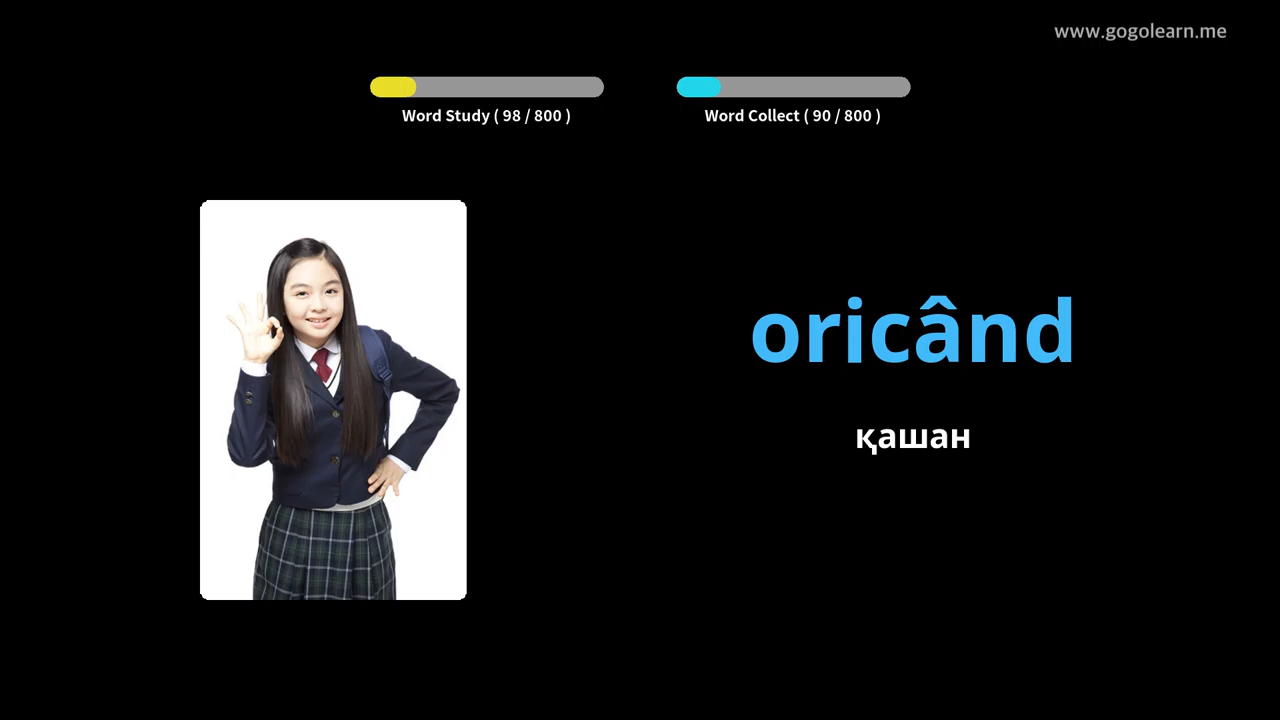 www.gogolearn.me
Word Study ( 98 / 800 )
Word Collect ( 90 / 800 )
oricând
қашан